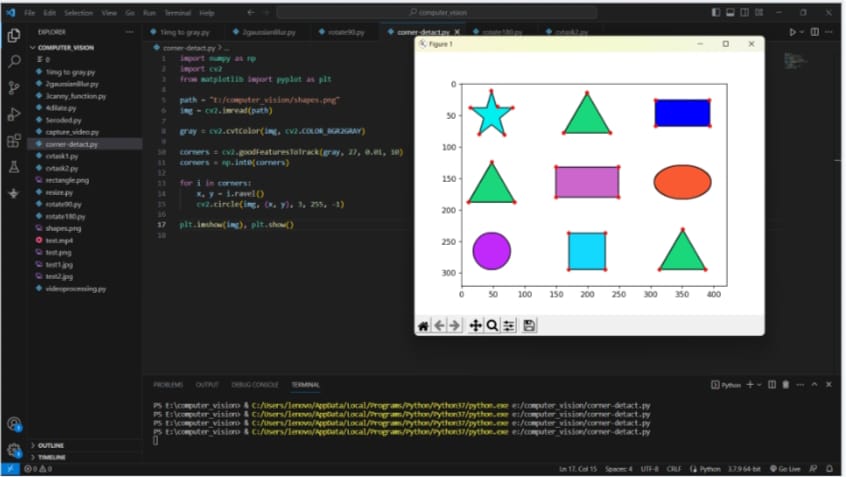 File Edit Selection View Go Run Terminal Help
computer_vision
EXPLORER
COMPUTER_VISION
0
1img to gray.py
2gaussianBlur.py
3canny_function.py
4dilate.py
5eroded.py
capture_video.py
corner-detact.py
cvtask1.py
cvtask2.py
rectangle.png
resize.py
rotate90.py
rotate180.py
shapes.png
test.mp4
test.png
test1.jpg
test2.jpg
videoprocessing.py
OUTLINE
TIMELINE
1img to gray.py 2gaussianBlur.py rotate90.py corner-detact.py rotate180.py cvtask2.py
corner-detact.py > ...
1 import numpy as np
2 import cv2
3 from matplotlib import pyplot as plt
4
5 path = "E:/computer_vision/shapes.png"
6 img = cv2.imread(path)
7
8 gray = cv2.cvtColor(img, cv2.COLOR_BGR2GRAY)
9
10 corners = cv2.goodFeaturesToTrack(gray, 27, 0.01, 10)
11 corners = np.int0(corners)
12
13 for i in corners:
14 x, y = i.ravel()
15 cv2.circle(img, (x, y), 3, 255, -1)
16
17 plt.imshow(img), plt.show()
18
Figure 1
0
50
100
150
200
250
300
0 50 100 150 200 250 300 350 400
PROBLEMS OUTPUT DEBUG CONSOLE TERMINAL
Python
PS E:\computer_vision> & C:/Users/lenovo/AppData/Local/Programs/Python/Python37/python.exe e:/computer_vision/corner-detact.py
PS E:\computer_vision> & C:/Users/lenovo/AppData/Local/Programs/Python/Python37/python.exe e:/computer_vision/corner-detact.py
PS E:\computer_vision> & C:/Users/lenovo/AppData/Local/Programs/Python/Python37/python.exe e:/computer_vision/corner-detact.py
PS E:\computer_vision> & C:/Users/lenovo/AppData/Local/Programs/Python/Python37/python.exe e:/computer_vision/corner-detact.py
0 0 Ln 17, Col 15 Spaces: 4 UTF-8 CRLF Python 3.7.9 64-bit Go Live